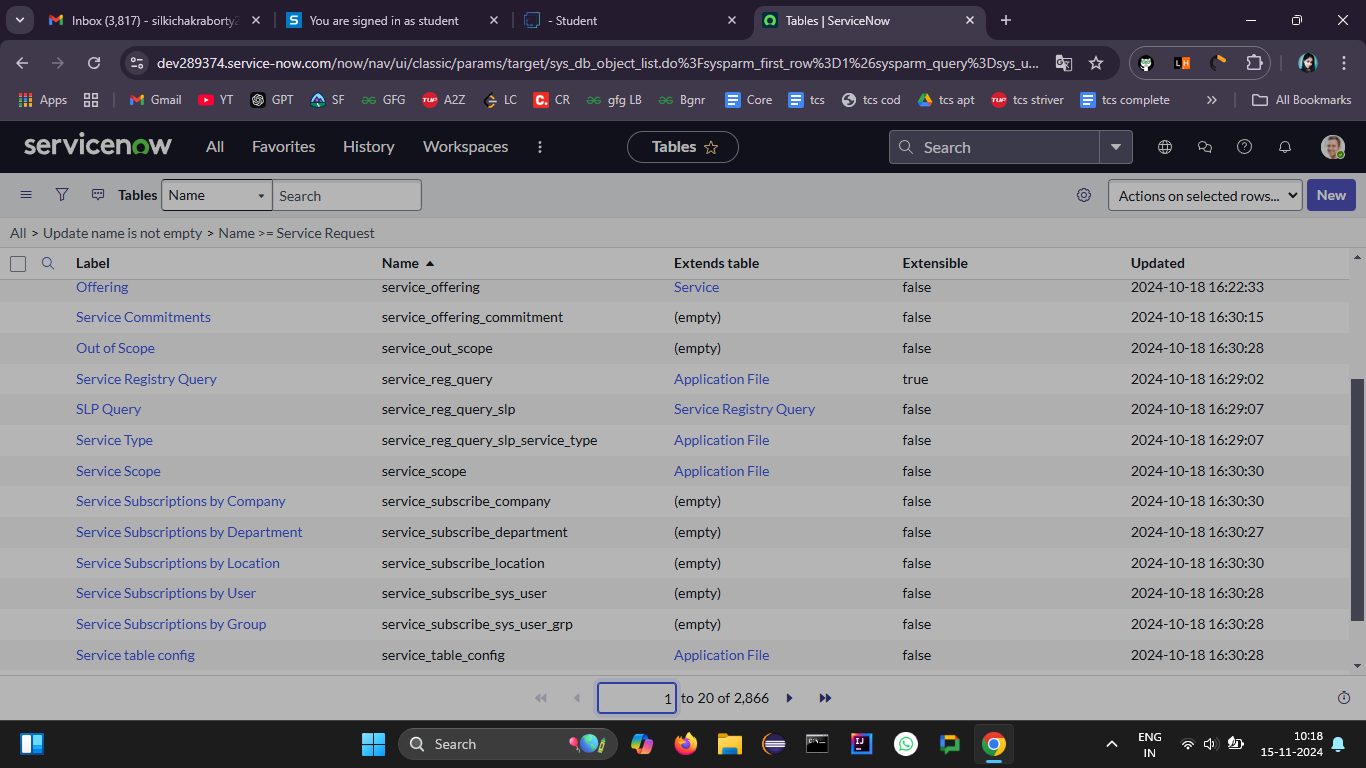 Inbox (3,817) - silkichakraborty2
You are signed in as student
- Student
Tables | ServiceNow
dev289374.service-now.com/now/nav/ui/classic/params/target/sys_db_object_list.do%3Fsysparm_first_row%3D1%26sysparm_query%3Dsys_u...
Apps Gmail YT GPT SF GFG A2Z LC CR gfg LB Bgnr Core tcs tcs cod tcs apt tcs striver tcs complete » All Bookmarks
servicenow All Favorites History Workspaces Tables Search
Tables Name Search Actions on selected rows... New
All > Update name is not empty > Name >= Service Request
Label Name Extends table Extensible Updated
Offering service_offering Service false 2024-10-18 16:22:33
Service Commitments service_offering_commitment (empty) false 2024-10-18 16:30:15
Out of Scope service_out_scope (empty) false 2024-10-18 16:30:28
Service Registry Query service_reg_query Application File true 2024-10-18 16:29:02
SLP Query service_reg_query_slp Service Registry Query false 2024-10-18 16:29:07
Service Type service_reg_query_slp_service_type Application File false 2024-10-18 16:29:07
Service Scope service_scope Application File false 2024-10-18 16:30:30
Service Subscriptions by Company service_subscribe_company (empty) false 2024-10-18 16:30:30
Service Subscriptions by Department service_subscribe_department (empty) false 2024-10-18 16:30:27
Service Subscriptions by Location service_subscribe_location (empty) false 2024-10-18 16:30:30
Service Subscriptions by User service_subscribe_sys_user (empty) false 2024-10-18 16:30:28
Service Subscriptions by Group service_subscribe_sys_user_grp (empty) false 2024-10-18 16:30:28
Service table config service_table_config Application File false 2024-10-18 16:30:28
1 to 20 of 2,866
Search
ENG
IN
10:18
15-11-2024